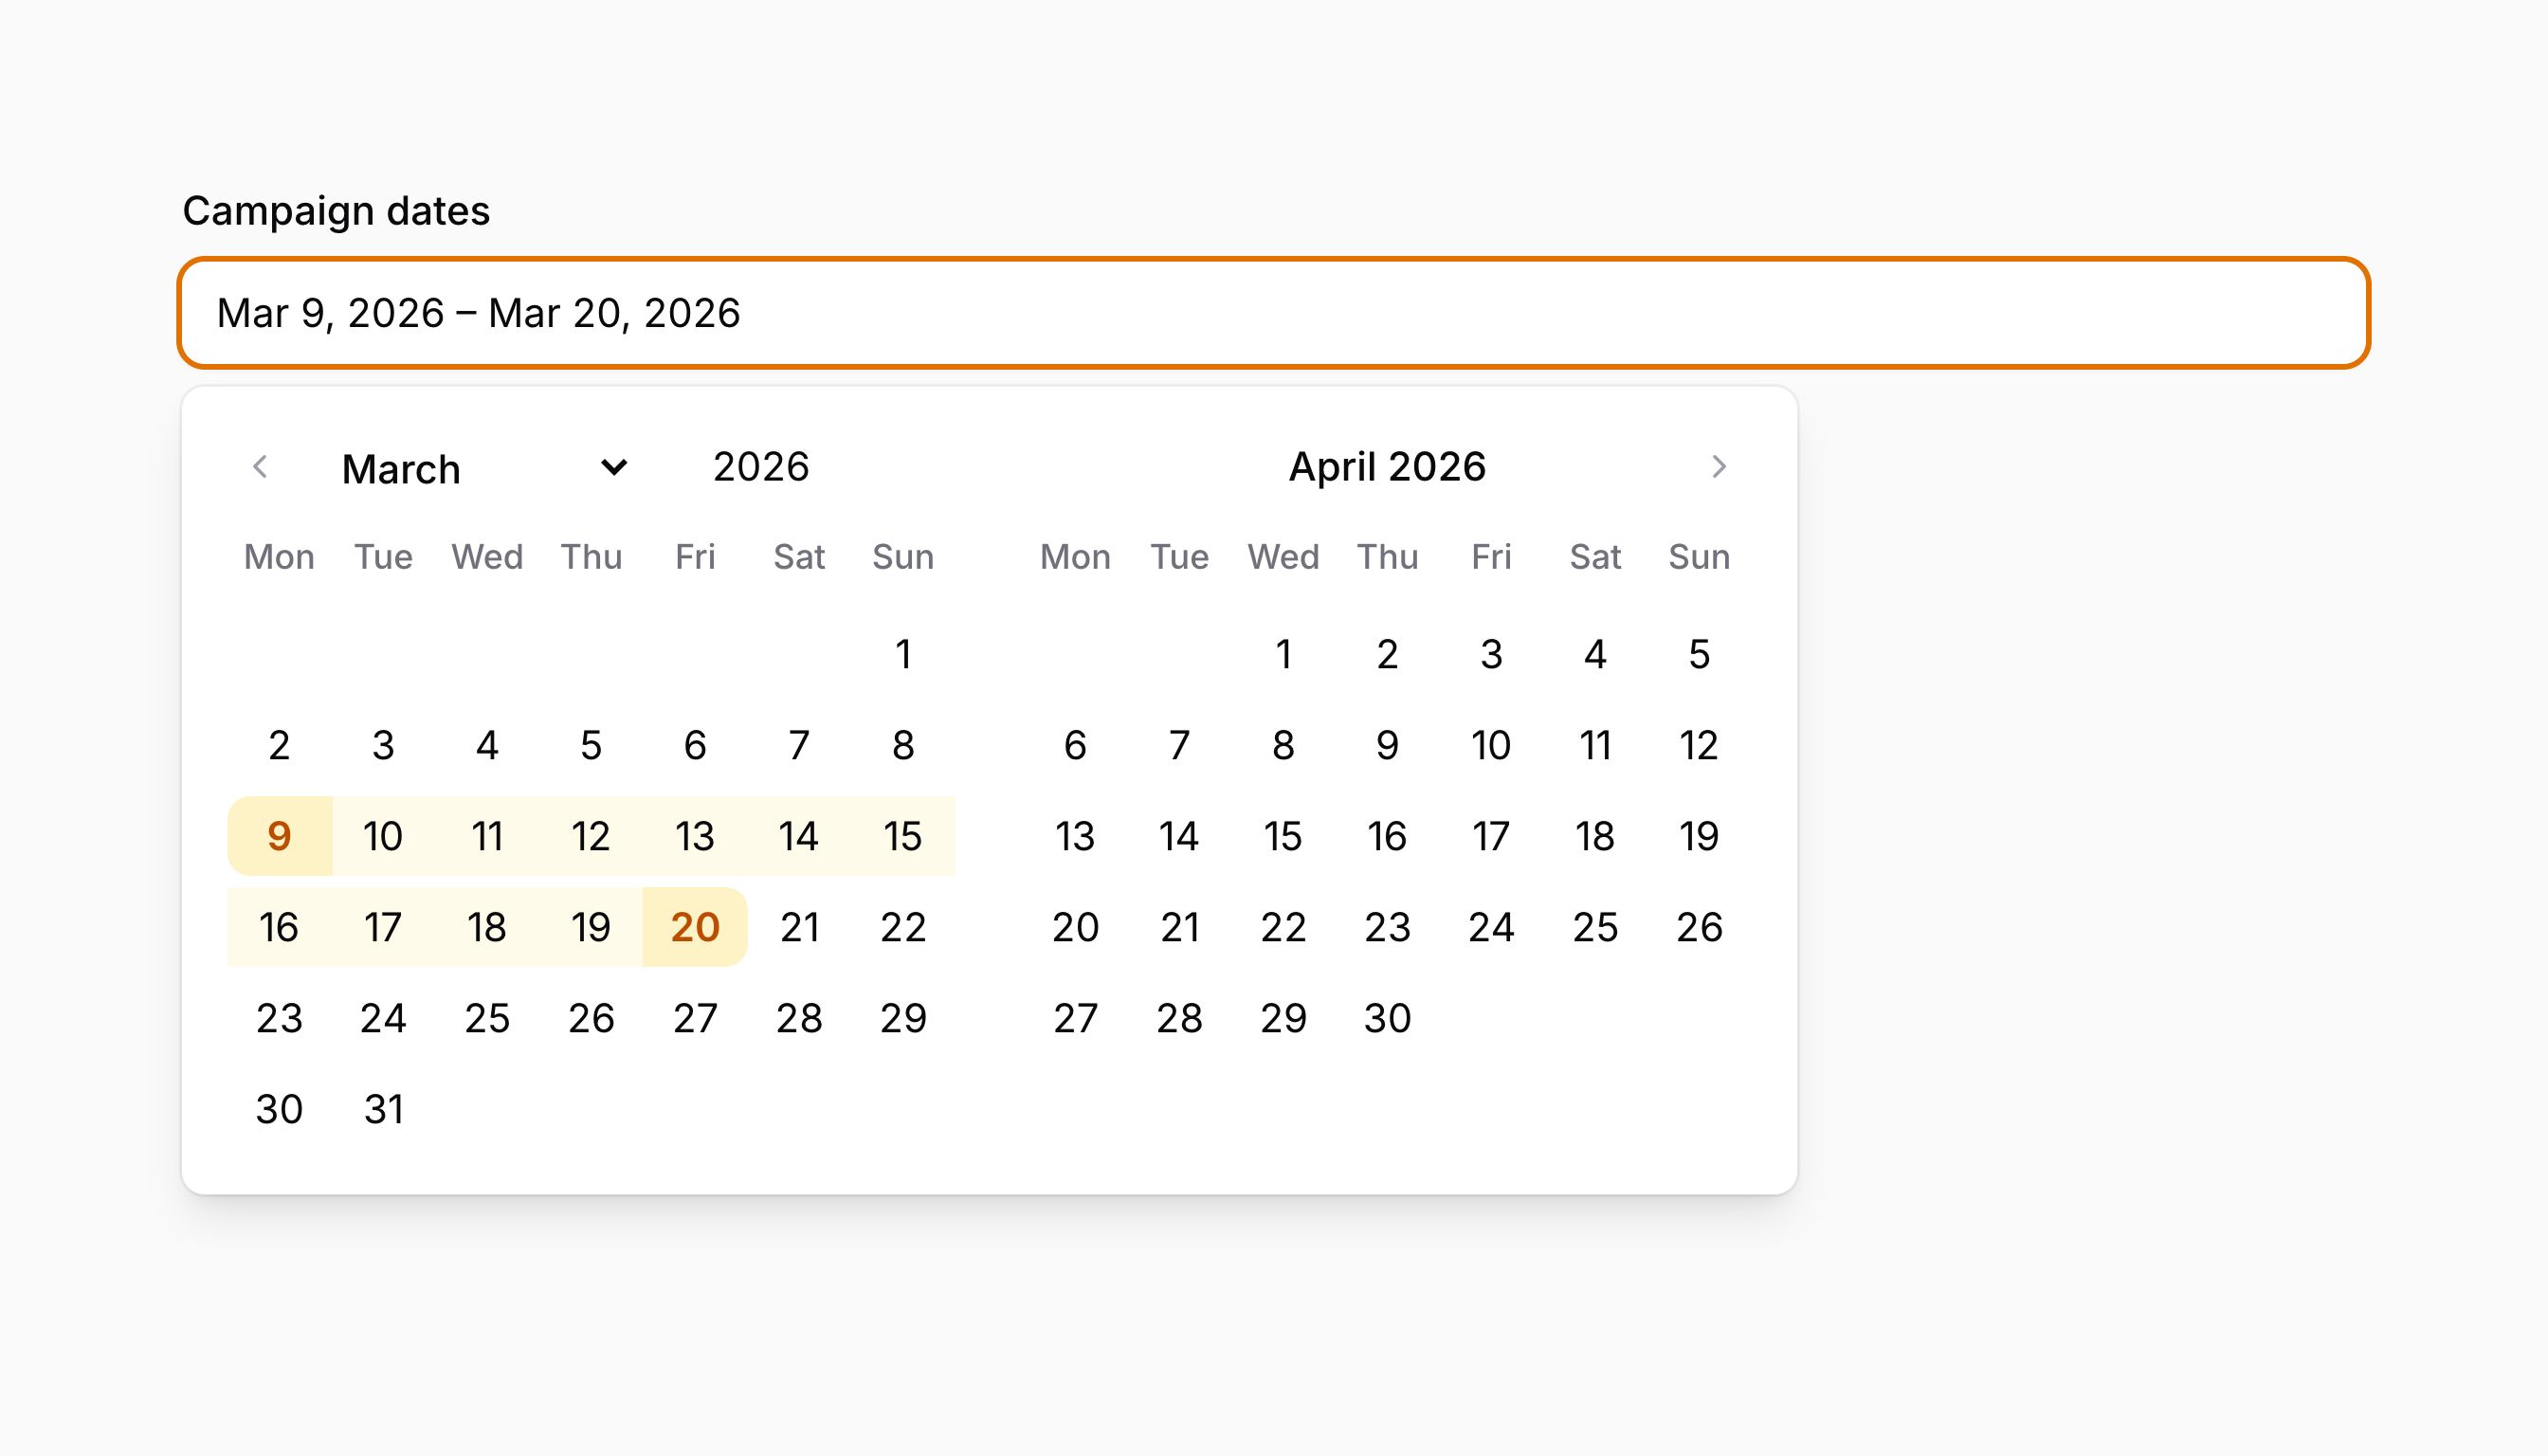 Campaign dates
Mar 9, 2026 – Mar 20, 2026
March 2026
Mon Tue Wed Thu Fri Sat Sun
1
2 3 4 5 6 7 8
9 10 11 12 13 14 15
16 17 18 19 20 21 22
23 24 25 26 27 28 29
30 31
April 2026
Mon Tue Wed Thu Fri Sat Sun
1 2 3 4 5
6 7 8 9 10 11 12
13 14 15 16 17 18 19
20 21 22 23 24 25 26
27 28 29 30